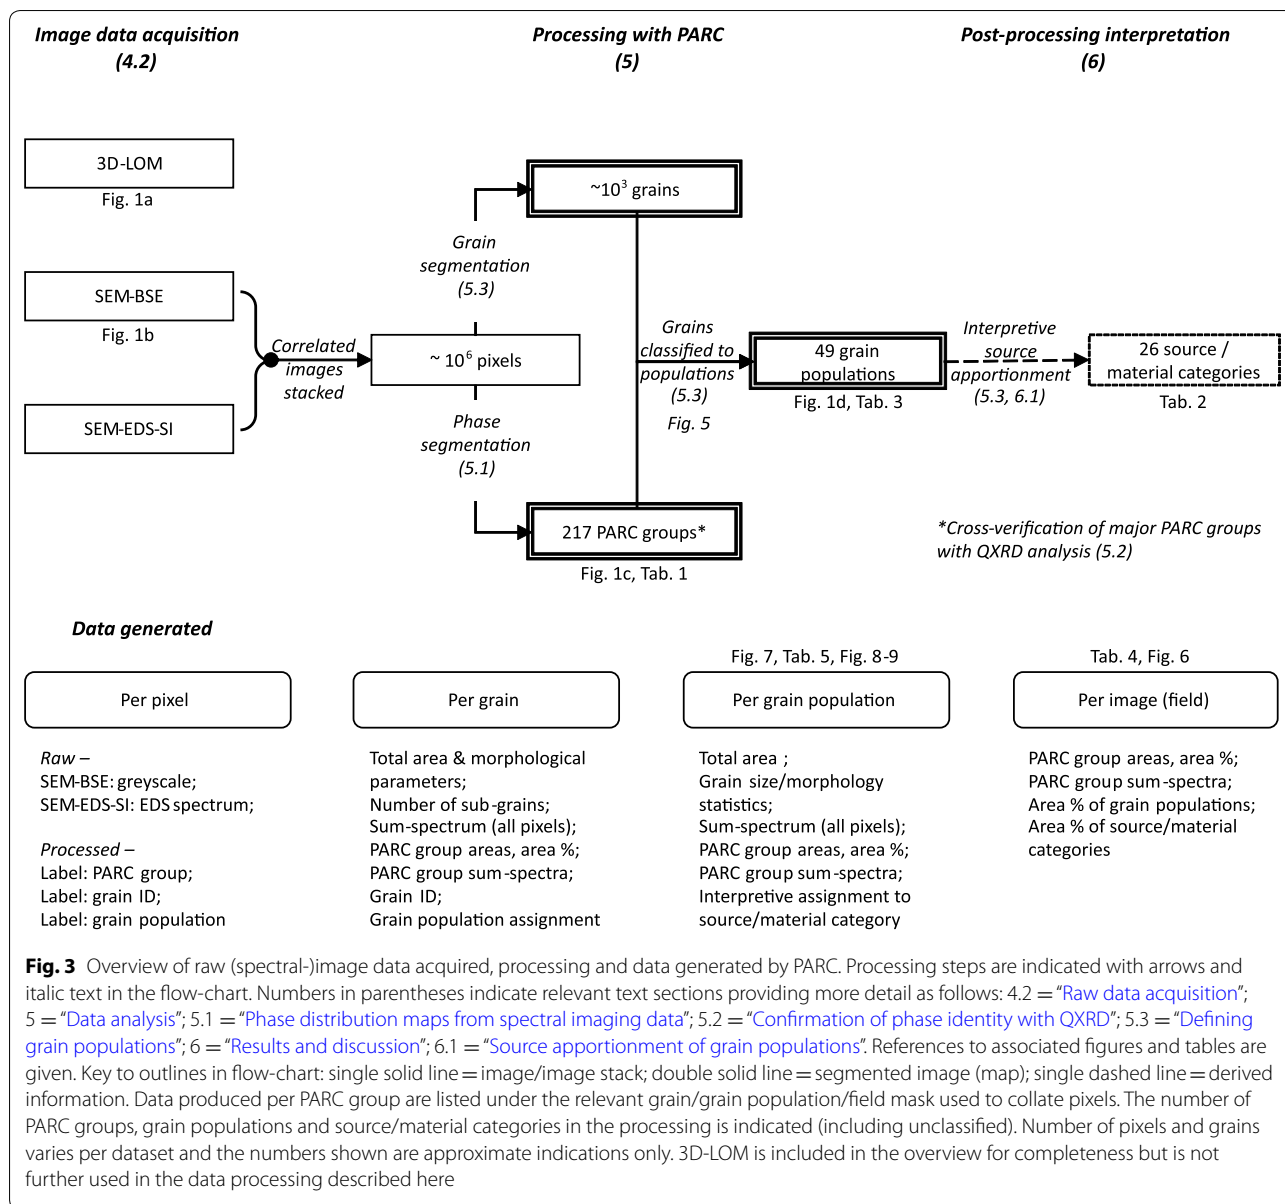 Image data acquisition
(4.2)
Processing with PARC
(5)
Post-processing interpretation
(6)
3D-LOM
Fig. 1a
SEM-BSE
Fig. 1b
SEM-EDS-SI
Correlated
images
stacked
~ 10⁶ pixels
Grain
segmentation
(5.3)
Phase
segmentation
(5.1)
~10³ grains
217 PARC groups*
Fig. 1c, Tab. 1
Grains
classified to
populations
(5.3)
Fig. 5
49 grain
populations
Fig. 1d, Tab. 3
Interpretive
source
apportionment
(5.3, 6.1)
26 source /
material categories
Tab. 2
*Cross-verification of major PARC groups
with QXRD analysis (5.2)
Data generated
Per pixel
Raw –
SEM-BSE: greyscale;
SEM-EDS-SI: EDS spectrum;
Processed –
Label: PARC group;
Label: grain ID;
Label: grain population
Per grain
Total area & morphological
parameters;
Number of sub-grains;
Sum-spectrum (all pixels);
PARC group areas, area %;
PARC group sum-spectra;
Grain ID;
Grain population assignment
Fig. 7, Tab. 5, Fig. 8-9
Per grain population
Total area ;
Grain size/morphology
statistics;
Sum-spectrum (all pixels);
PARC group areas, area %;
PARC group sum-spectra;
Interpretive assignment to
source/material category
Tab. 4, Fig. 6
Per image (field)
PARC group areas, area %;
PARC group sum-spectra;
Area % of grain populations;
Area % of source/material
categories
Fig. 3 Overview of raw (spectral-)image data acquired, processing and data generated by PARC. Processing steps are indicated with arrows and
italic text in the flow-chart. Numbers in parentheses indicate relevant text sections providing more detail as follows: 4.2 = “Raw data acquisition”;
5 = “Data analysis”; 5.1 = “Phase distribution maps from spectral imaging data”; 5.2 = “Confirmation of phase identity with QXRD”; 5.3 = “Defining
grain populations”; 6 = “Results and discussion”; 6.1 = “Source apportionment of grain populations”. References to associated figures and tables are
given. Key to outlines in flow-chart: single solid line = image/image stack; double solid line = segmented image (map); single dashed line = derived
information. Data produced per PARC group are listed under the relevant grain/grain population/field mask used to collate pixels. The number of
PARC groups, grain populations and source/material categories in the processing is indicated (including unclassified). Number of pixels and grains
varies per dataset and the numbers shown are approximate indications only. 3D-LOM is included in the overview for completeness but is not
further used in the data processing described here